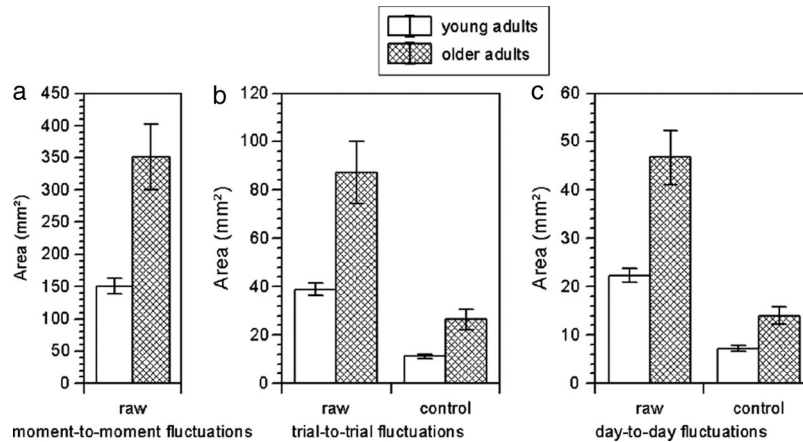 young adults
older adults
a
b
c
450
400
350
300
250
200
150
100
50
0
Area (mm²)
raw
moment-to-moment fluctuations
120
100
80
60
40
20
0
Area (mm²)
raw control
trial-to-trial fluctuations
60
50
40
30
20
10
0
Area (mm²)
raw control
day-to-day fluctuations